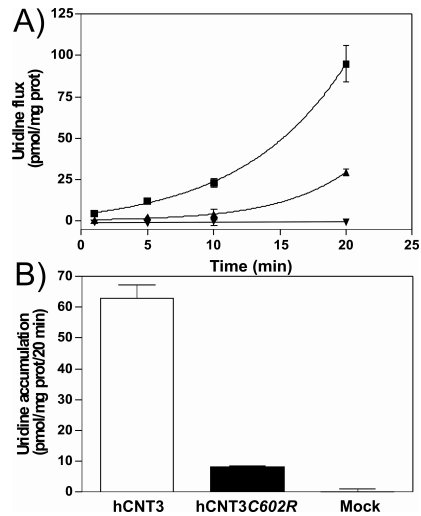 A)
Uridine flux
(pmol/mg prot)
125
100
75
50
25
0
0 5 10 15 20 25
Time (min)
B)
Uridine accumulation
(pmol/mg prot/20 min)
70
60
50
40
30
20
10
0
hCNT3 hCNT3C602R Mock